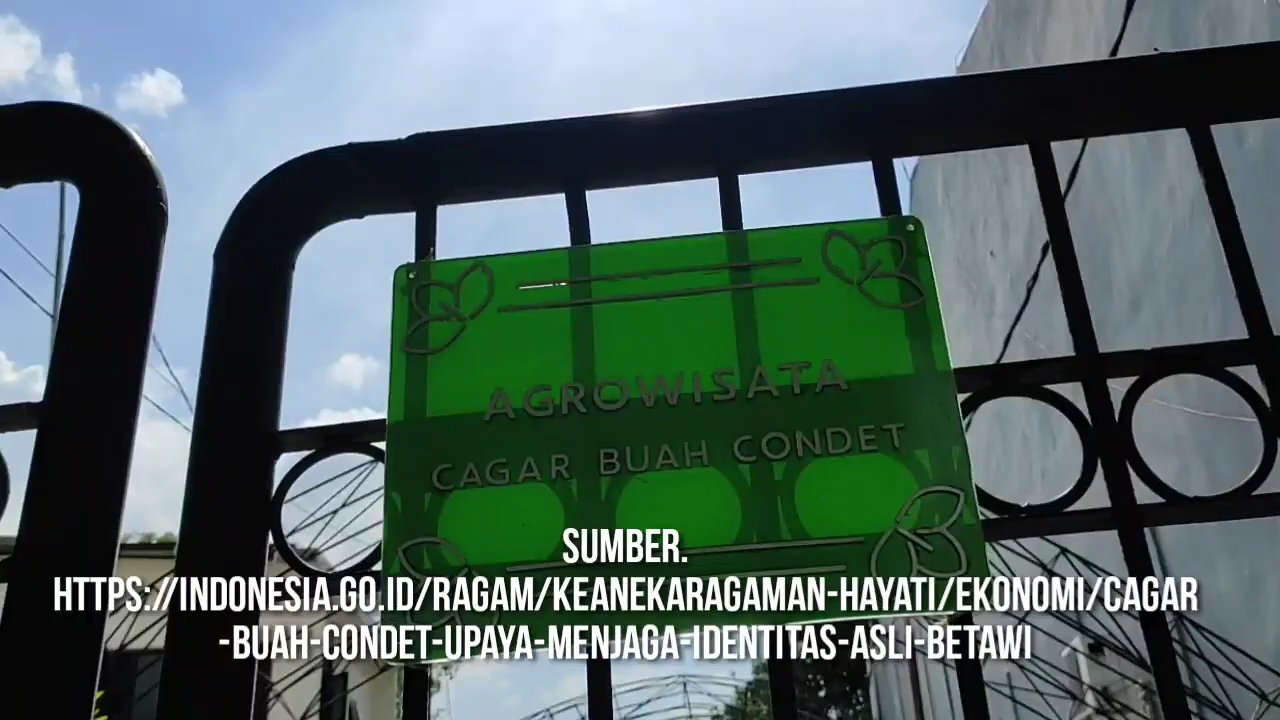 AGROWISATA
CAGAR BUAH CONDET
SUMBER.
HTTPS://INDONESIA.GO.ID/RAGAM/KEANEKARAGAMAN-HAYATI/EKONOMI/CAGAR
-BUAH-CONDET-UPAYA-MENJAGA-IDENTITAS-ASLI-BETAWI